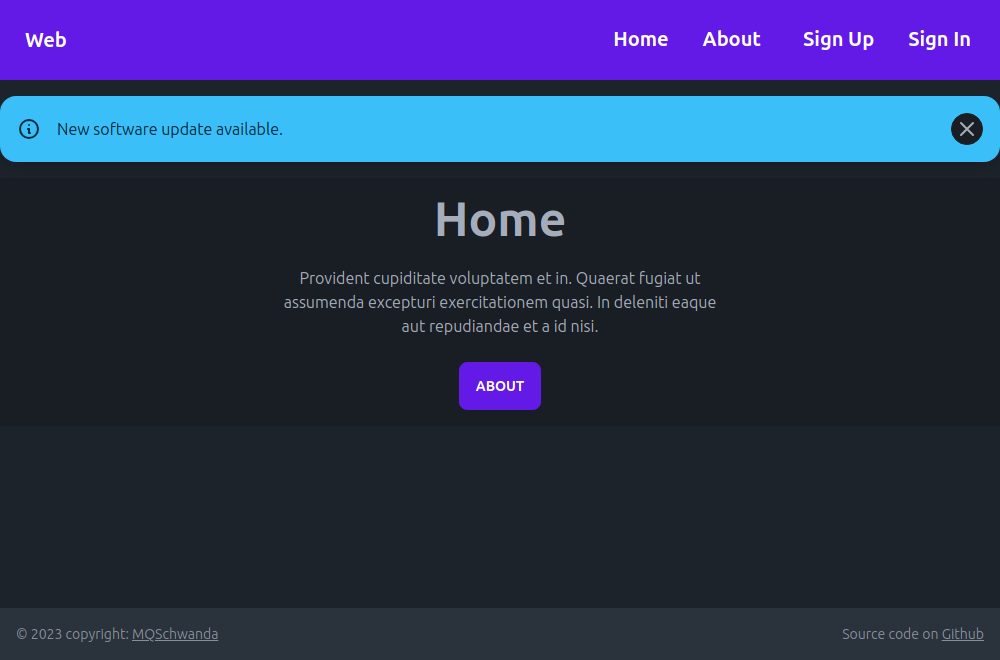 Web
Home About Sign Up Sign In
New software update available.
Home
Provident cupiditate voluptatem et in. Quaerat fugiat ut
assumenda excepturi exercitationem quasi. In deleniti eaque
aut repudiandae et a id nisi.
ABOUT
© 2023 copyright: MQSchwanda
Source code on Github